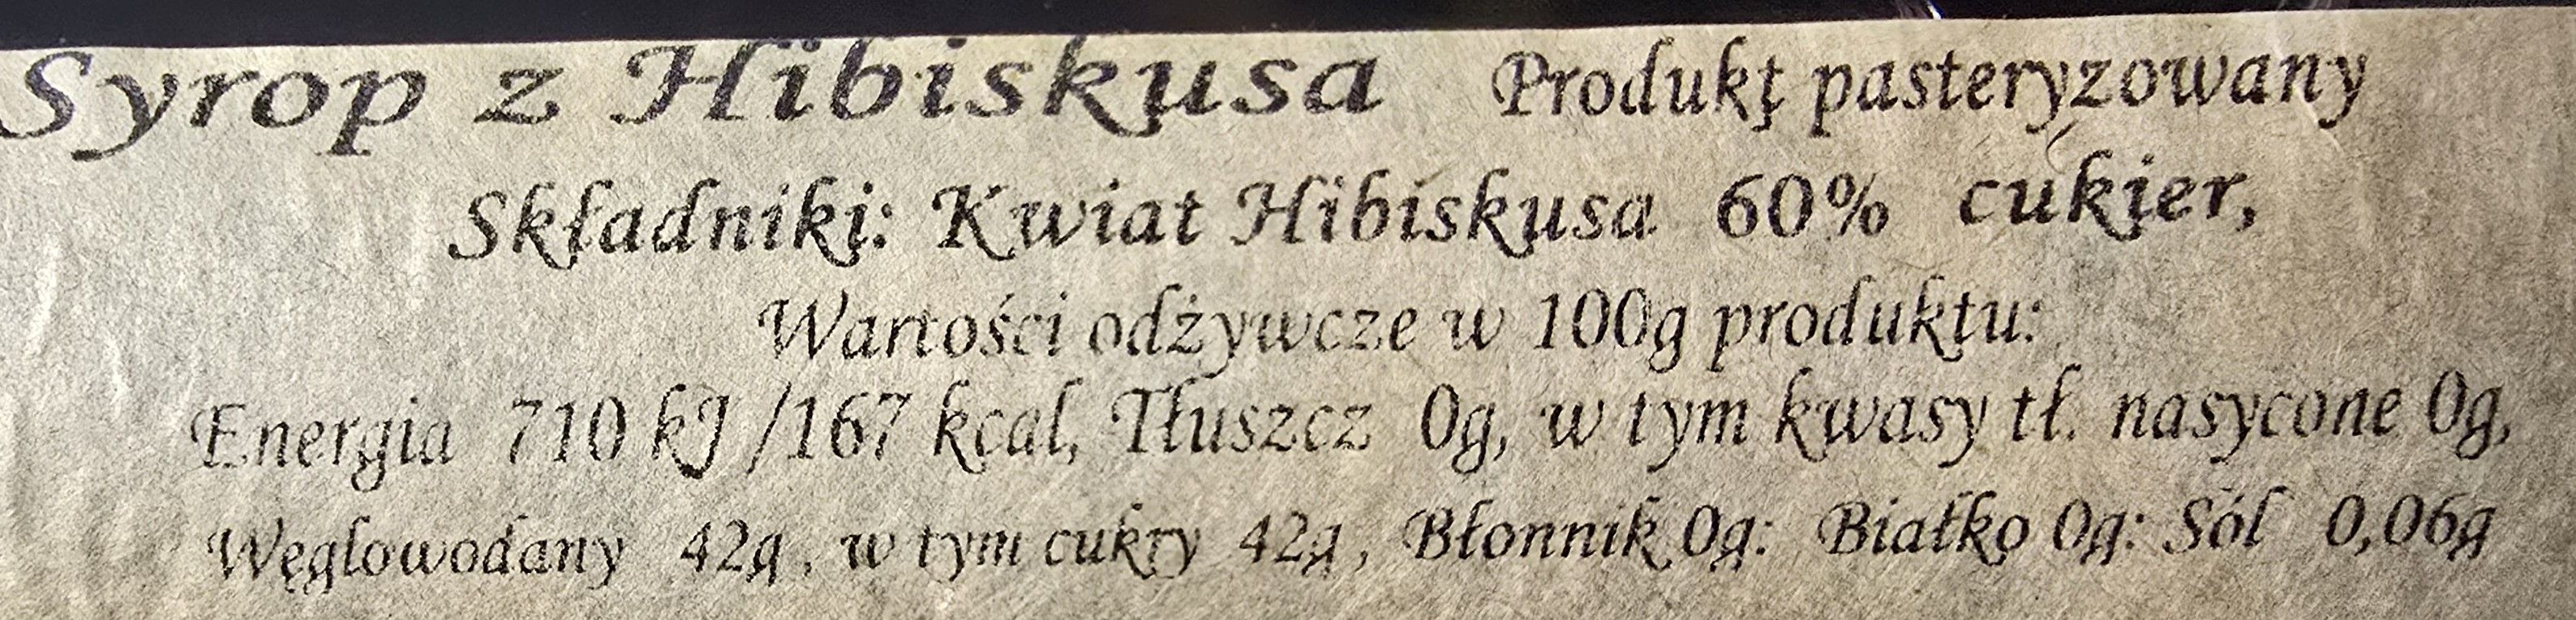 Syrop z Hibiskusa Produkt pasteryzowany
Składniki: Kwiat Hibiskusa 60% cukier,
Wartości odżywcze w 100g produktu:
Energia 710 kJ /167 kcal, Tłuszcz 0g, w tym kwasy tł. nasycone 0g,
Węglowodany 42g, w tym cukry 42g, Błonnik 0g: Białko 0g: Sól 0,06g